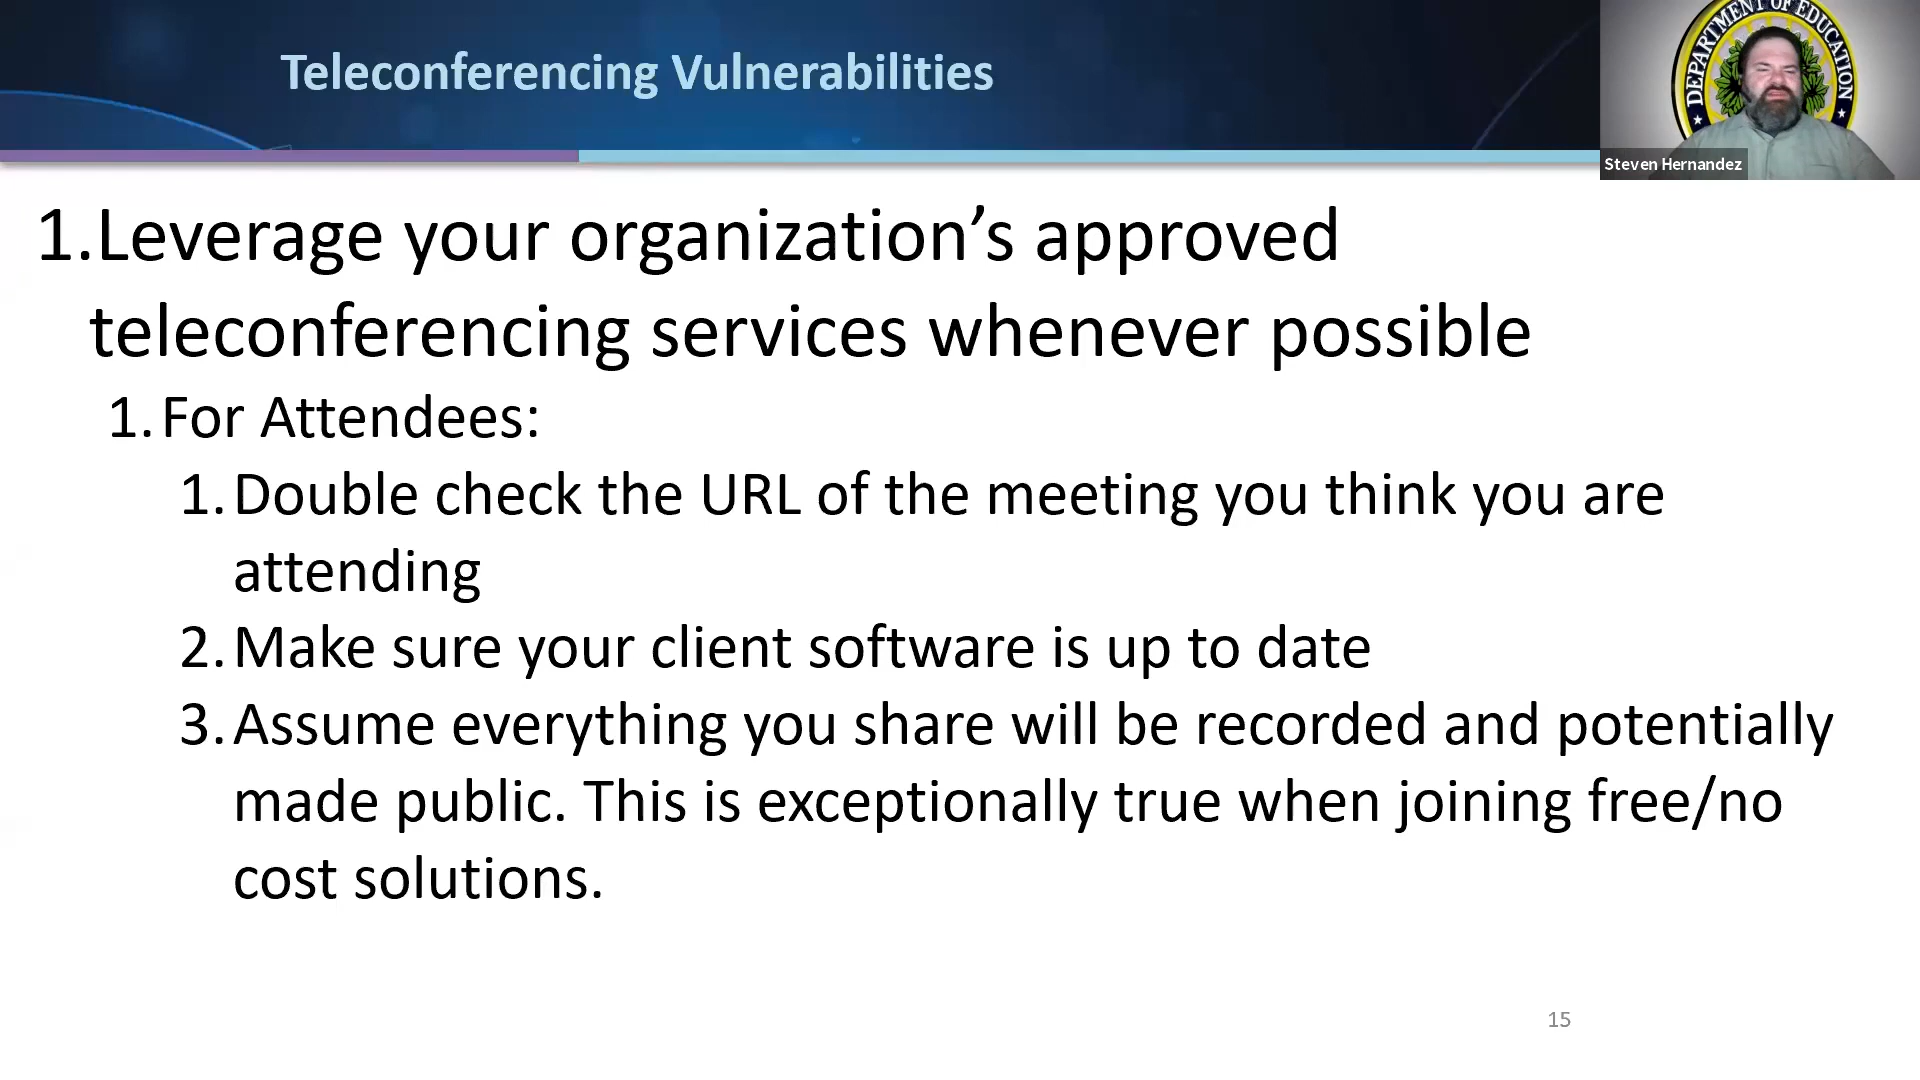 Teleconferencing Vulnerabilities
DEPARTMENT OF EDUCATION
Steven Hernandez
1.Leverage your organization’s approved
teleconferencing services whenever possible
1. For Attendees:
1. Double check the URL of the meeting you think you are
attending
2. Make sure your client software is up to date
3. Assume everything you share will be recorded and potentially
made public. This is exceptionally true when joining free/no
cost solutions.
15